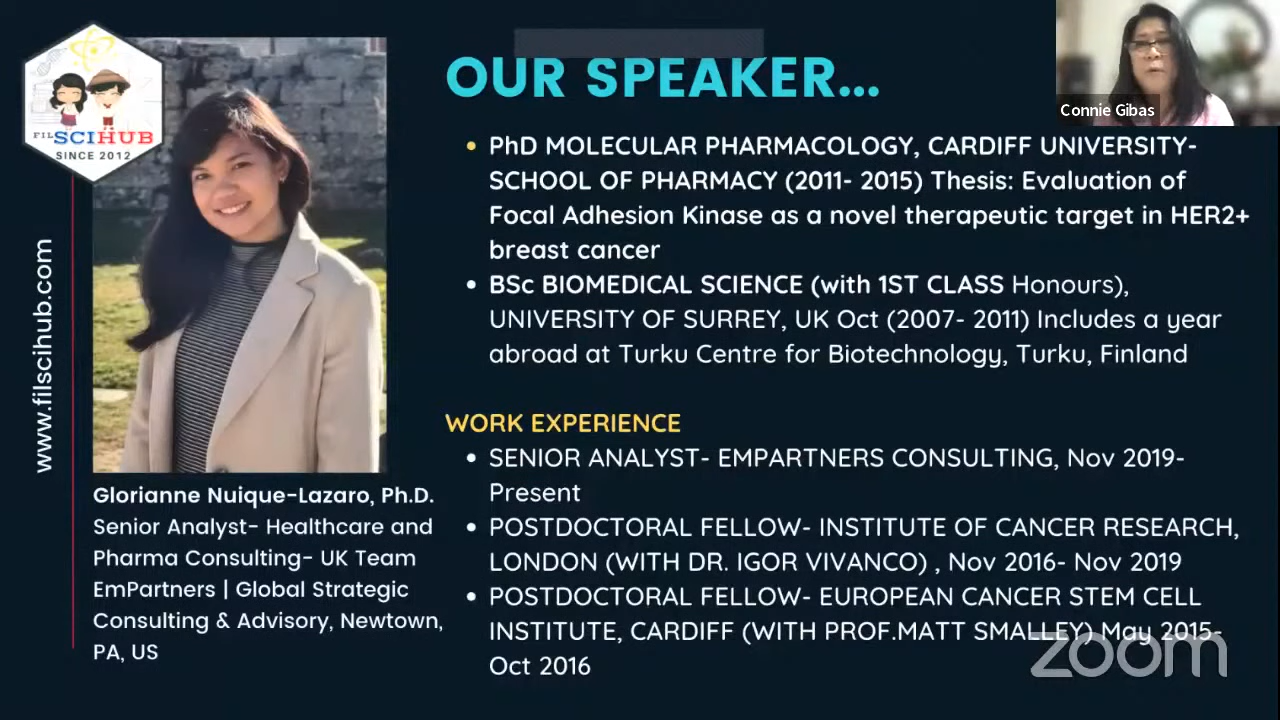 FILSCIHUB
SINCE 2012
www.filscihub.com
OUR SPEAKER...
Connie Gibas
• PhD MOLECULAR PHARMACOLOGY, CARDIFF UNIVERSITY-
SCHOOL OF PHARMACY (2011- 2015) Thesis: Evaluation of
Focal Adhesion Kinase as a novel therapeutic target in HER2+
breast cancer
• BSc BIOMEDICAL SCIENCE (with 1ST CLASS Honours),
UNIVERSITY OF SURREY, UK Oct (2007- 2011) Includes a year
abroad at Turku Centre for Biotechnology, Turku, Finland
WORK EXPERIENCE
• SENIOR ANALYST- EMPARTNERS CONSULTING, Nov 2019-
Present
• POSTDOCTORAL FELLOW- INSTITUTE OF CANCER RESEARCH,
LONDON (WITH DR. IGOR VIVANCO) , Nov 2016- Nov 2019
• POSTDOCTORAL FELLOW- EUROPEAN CANCER STEM CELL
INSTITUTE, CARDIFF (WITH PROF.MATT SMALLEY) May 2015-
Oct 2016
Glorianne Nuique-Lazaro, Ph.D.
Senior Analyst- Healthcare and
Pharma Consulting- UK Team
EmPartners | Global Strategic
Consulting & Advisory, Newtown,
PA, US
zoom